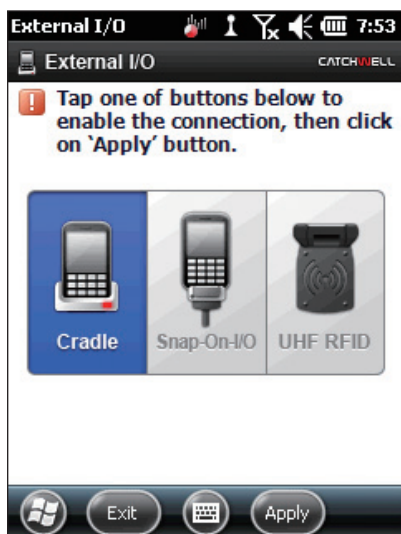 External I/O 7:53
External I/O CATCHWELL
Tap one of buttons below to
enable the connection, then click
on `Apply´ button.
Cradle Snap-On-I/O UHF RFID
Exit Apply